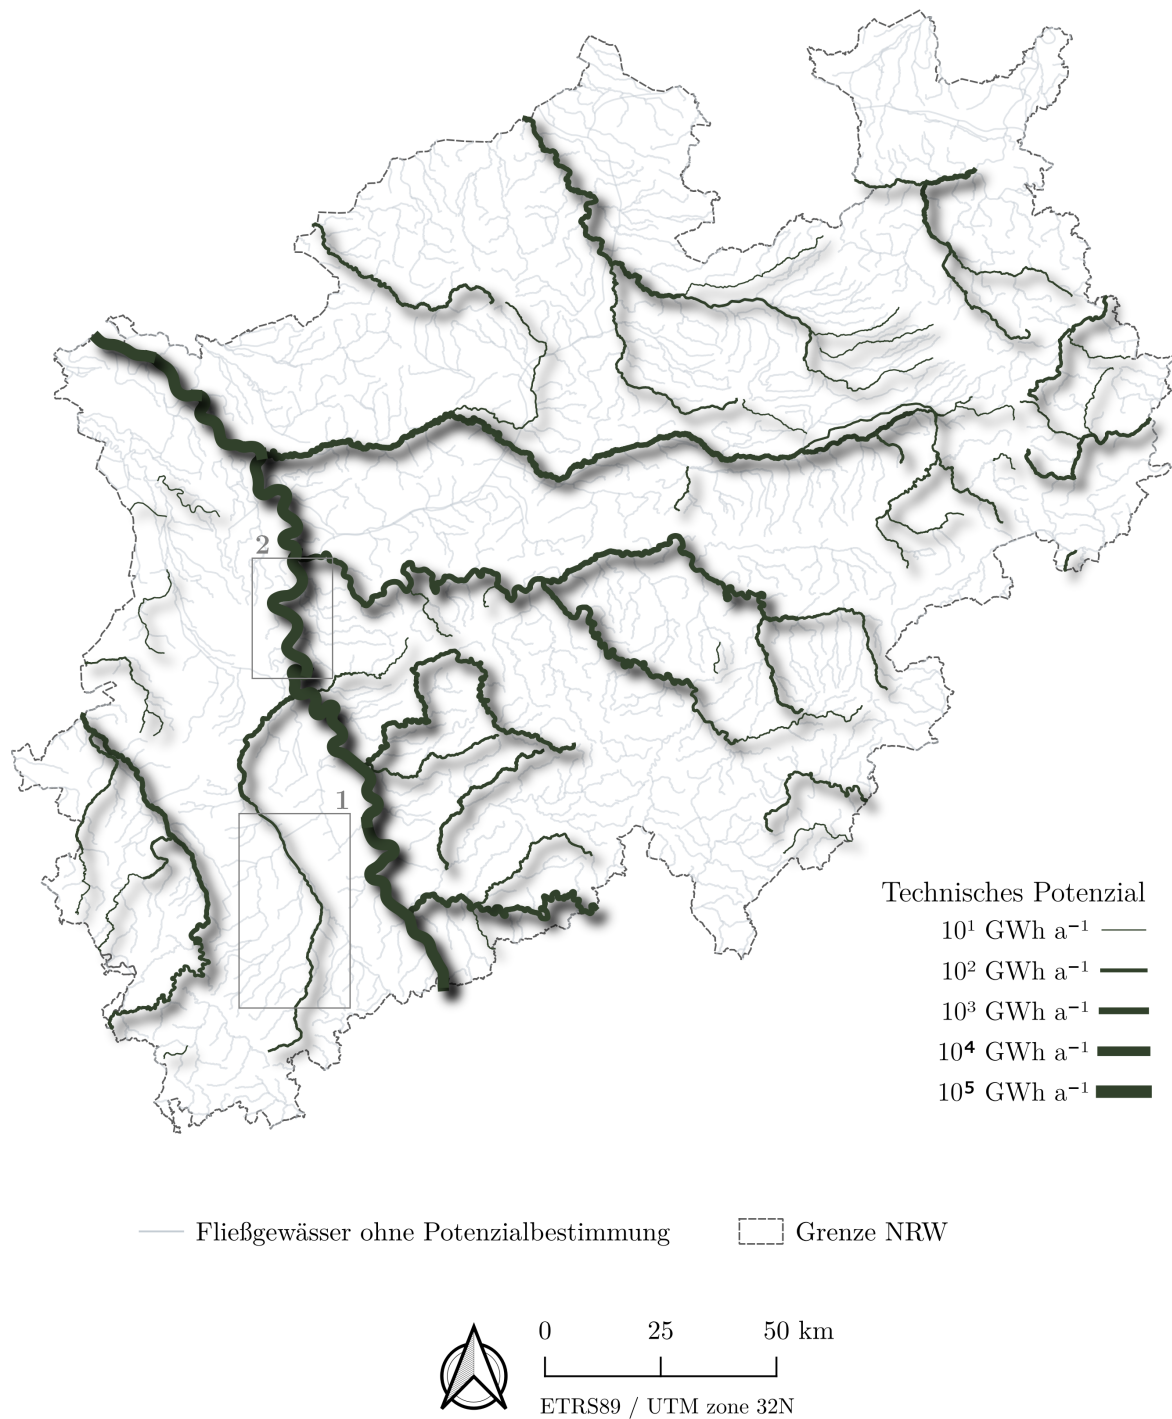 2
1
Technisches Potenzial
10¹ GWh a⁻¹
10² GWh a⁻¹
10³ GWh a⁻¹
10⁴ GWh a⁻¹
10⁵ GWh a⁻¹
Fließgewässer ohne Potenzialbestimmung
Grenze NRW
0 25 50 km
ETRS89 / UTM zone 32N